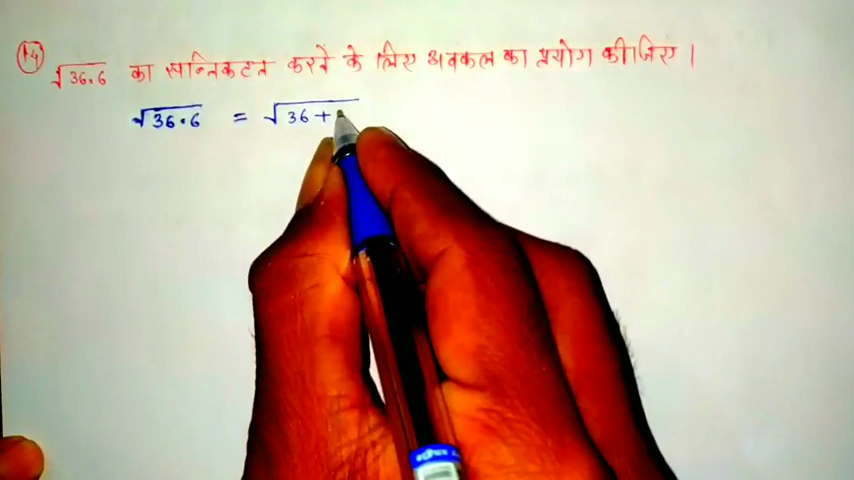 14 √36.6 का सन्निकटन करने के लिए अवकल का प्रयोग कीजिए।
√36.6 = √36 +